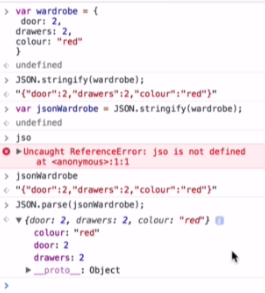 > var wardrobe = {
door: 2,
drawers: 2,
colour: "red"
}
undefined
> JSON.stringify(wardrobe);
"{"door":2,"drawers":2,"colour":"red"}"
> var jsonWardrobe = JSON.stringify(wardrobe);
undefined
> jso
▶Uncaught ReferenceError: jso is not defined
at <anonymous>:1:1
> jsonWardrobe
"{"door":2,"drawers":2,"colour":"red"}"
> JSON.parse(jsonWardrobe);
▼{door: 2, drawers: 2, colour: "red"} i
colour: "red"
door: 2
drawers: 2
▶__proto__: Object
>